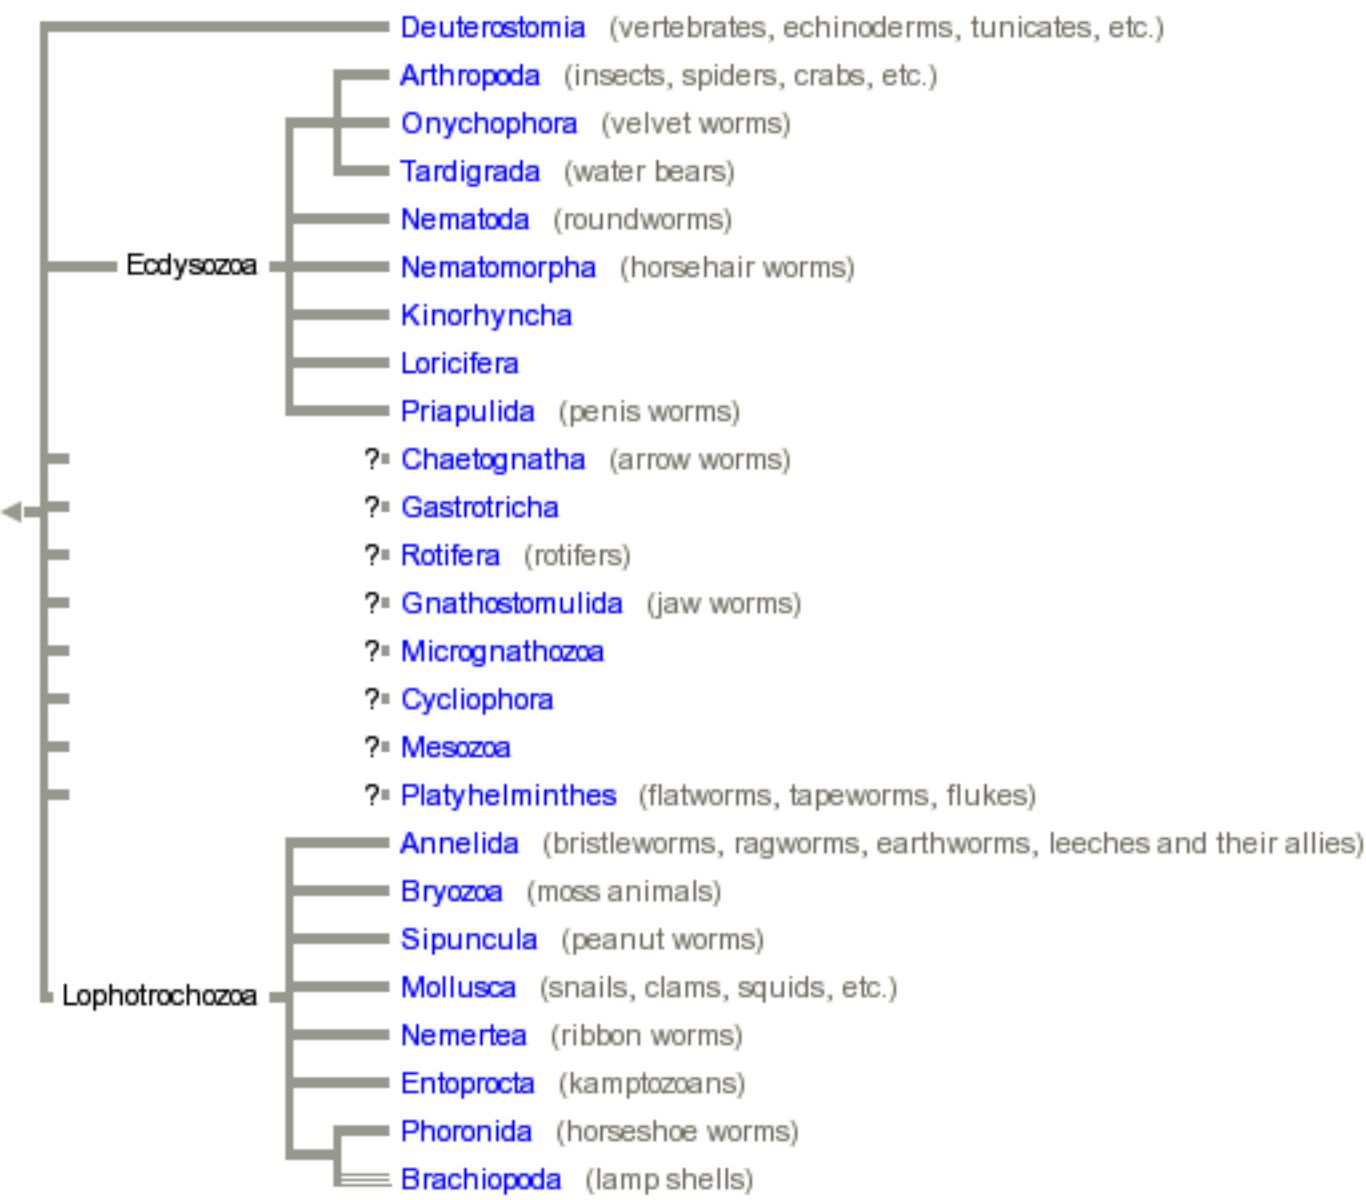 Deuterostomia (vertebrates, echinoderms, tunicates, etc.)
Arthropoda (insects, spiders, crabs, etc.)
Onychophora (velvet worms)
Tardigrada (water bears)
Nematoda (roundworms)
Ecdysozoa
Nematomorpha (horsehair worms)
Kinorhyncha
Loricifera
Priapulida (penis worms)
? Chaetognatha (arrow worms)
? Gastrotricha
? Rotifera (rotifers)
? Gnathostomulida (jaw worms)
? Micrognathozoa
? Cycliophora
? Mesozoa
? Platyhelminthes (flatworms, tapeworms, flukes)
Annelida (bristleworms, ragworms, earthworms, leeches and their allies)
Bryozoa (moss animals)
Sipuncula (peanut worms)
Lophotrochozoa
Mollusca (snails, clams, squids, etc.)
Nemertea (ribbon worms)
Entoprocta (kamptozoans)
Phoronida (horseshoe worms)
Brachiopoda (lamp shells)